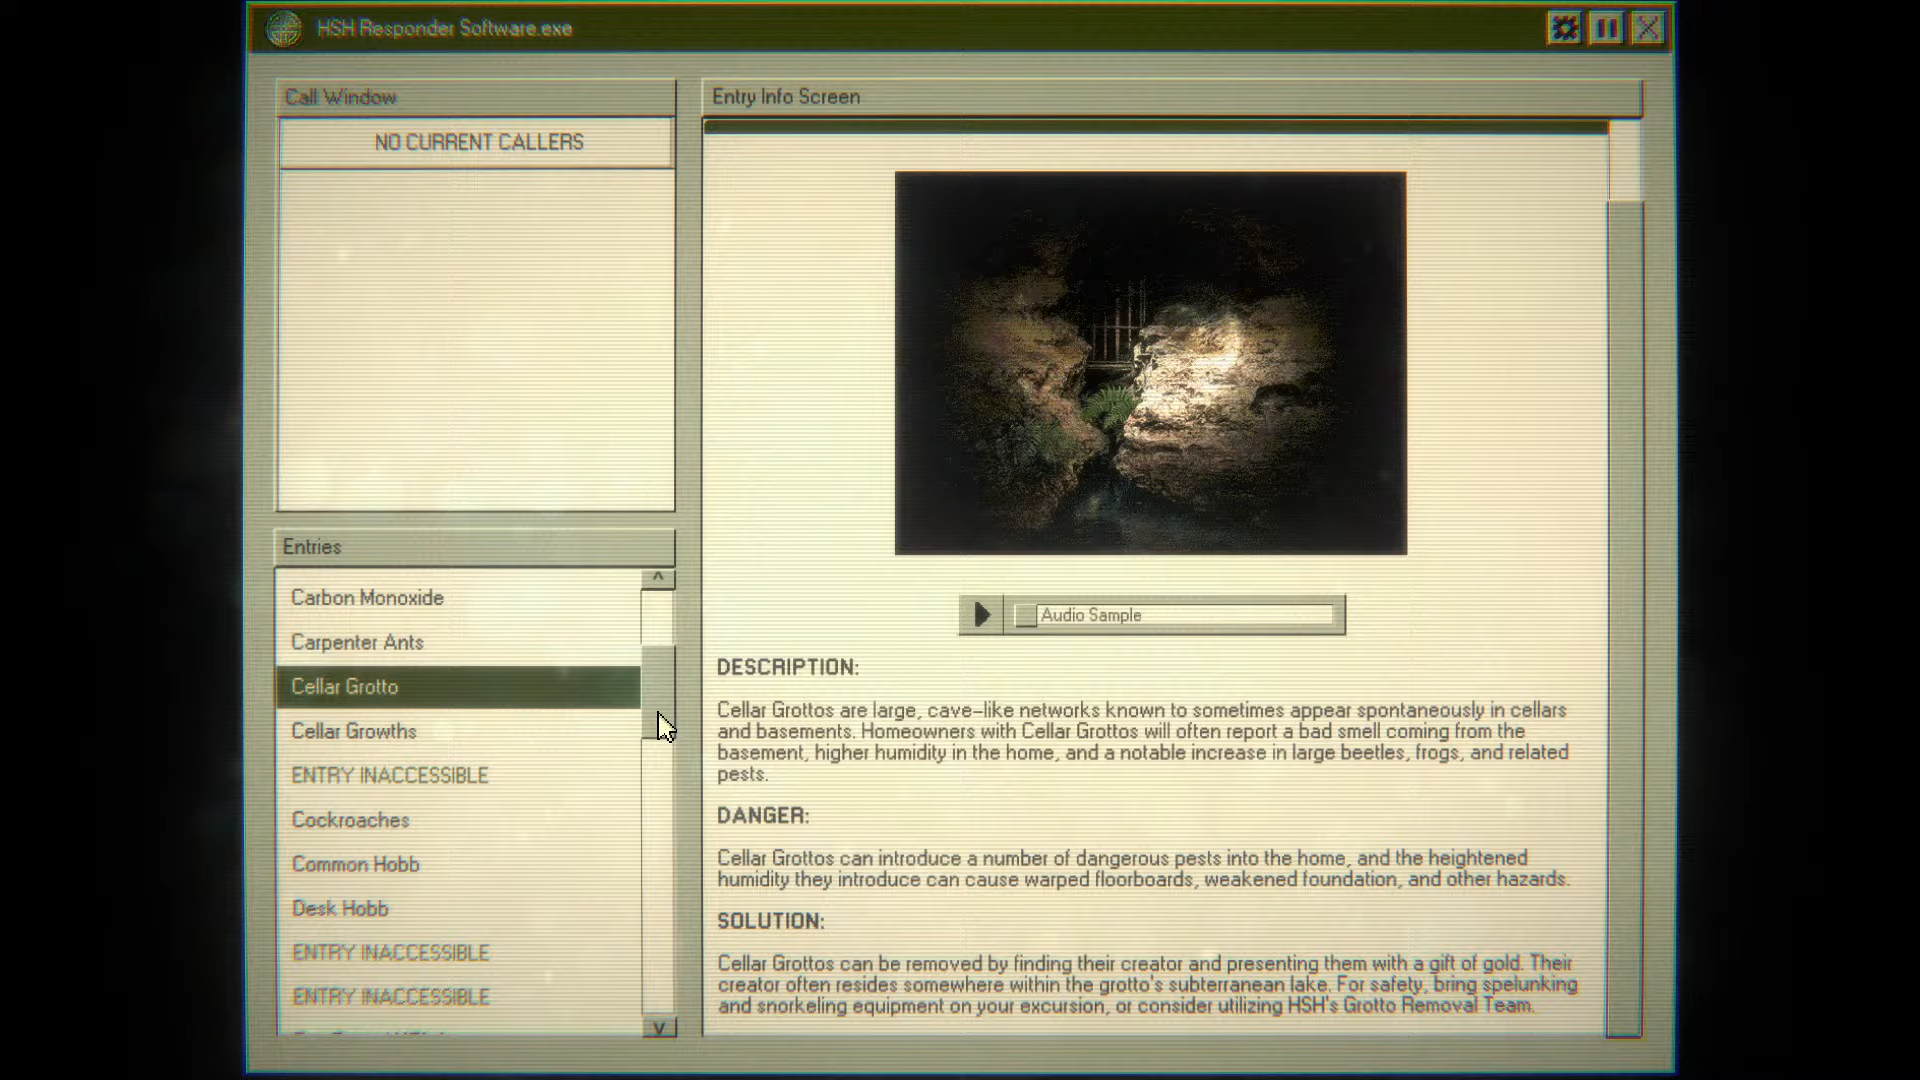 HSH Responder Software.exe
Call Window
NO CURRENT CALLERS
Entries
^
Carbon Monoxide
Carpenter Ants
Cellar Grotto
Cellar Growths
ENTRY INACCESSIBLE
Cockroaches
Common Hobb
Desk Hobb
ENTRY INACCESSIBLE
ENTRY INACCESSIBLE
v
Entry Info Screen
Audio Sample
DESCRIPTION:
Cellar Grottos are large, cave-like networks known to sometimes appear spontaneously in cellars
and basements. Homeowners with Cellar Grottos will often report a bad smell coming from the
basement, higher humidity in the home, and a notable increase in large beetles, frogs, and related
pests.
DANGER:
Cellar Grottos can introduce a number of dangerous pests into the home, and the heightened
humidity they introduce can cause warped floorboards, weakened foundation, and other hazards.
SOLUTION:
Cellar Grottos can be removed by finding their creator and presenting them with a gift of gold. Their
creator often resides somewhere within the grotto's subterranean lake. For safety, bring spelunking
and snorkeling equipment on your excursion, or consider utilizing HSH's Grotto Removal Team.